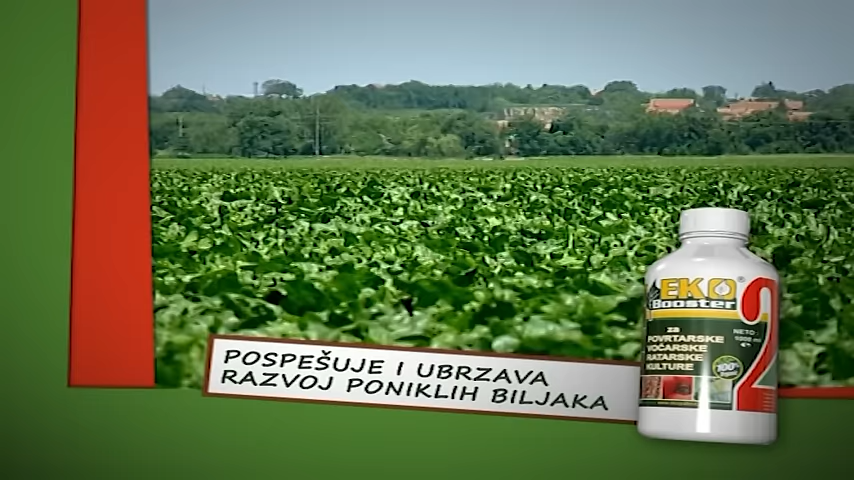 POSPEŠUJE I UBRZAVA
RAZVOJ PONIKLIH BILJAKA
EKO
Booster
2
za
POVRTARSKE
VOĆARSKE
RATARSKE
KULTURE
NETO
1000 ml
100%